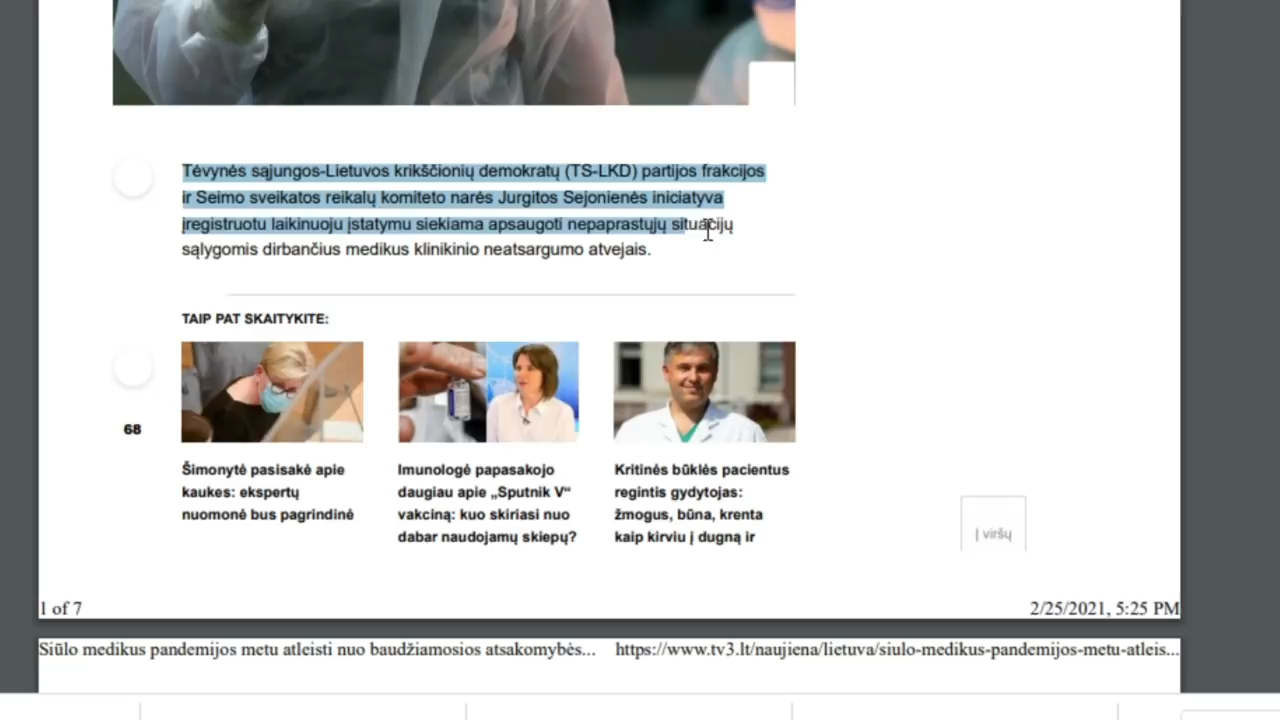 Tėvynės sąjungos-Lietuvos krikščionių demokratų (TS-LKD) partijos frakcijos
ir Seimo sveikatos reikalų komiteto narės Jurgitos Sejonienės iniciatyva
įregistruotu laikinuoju įstatymu siekiama apsaugoti nepaprastųjų situacijų
sąlygomis dirbančius medikus klinikinio neatsargumo atvejais.
TAIP PAT SKAITYKITE:
68
Šimonytė pasisakė apie
kaukes: ekspertų
nuomonė bus pagrindinė
Imunologė papasakojo
daugiau apie „Sputnik V“
vakciną: kuo skiriasi nuo
dabar naudojamų skiepų?
Kritinės būklės pacientus
regintis gydytojas:
žmogus, būna, krenta
kaip kirviu į dugną ir
Į viršų
1 of 7
2/25/2021, 5:25 PM
Siūlo medikus pandemijos metu atleisti nuo baudžiamosios atsakomybės...
https://www.tv3.lt/naujiena/lietuva/siulo-medikus-pandemijos-metu-atleis...